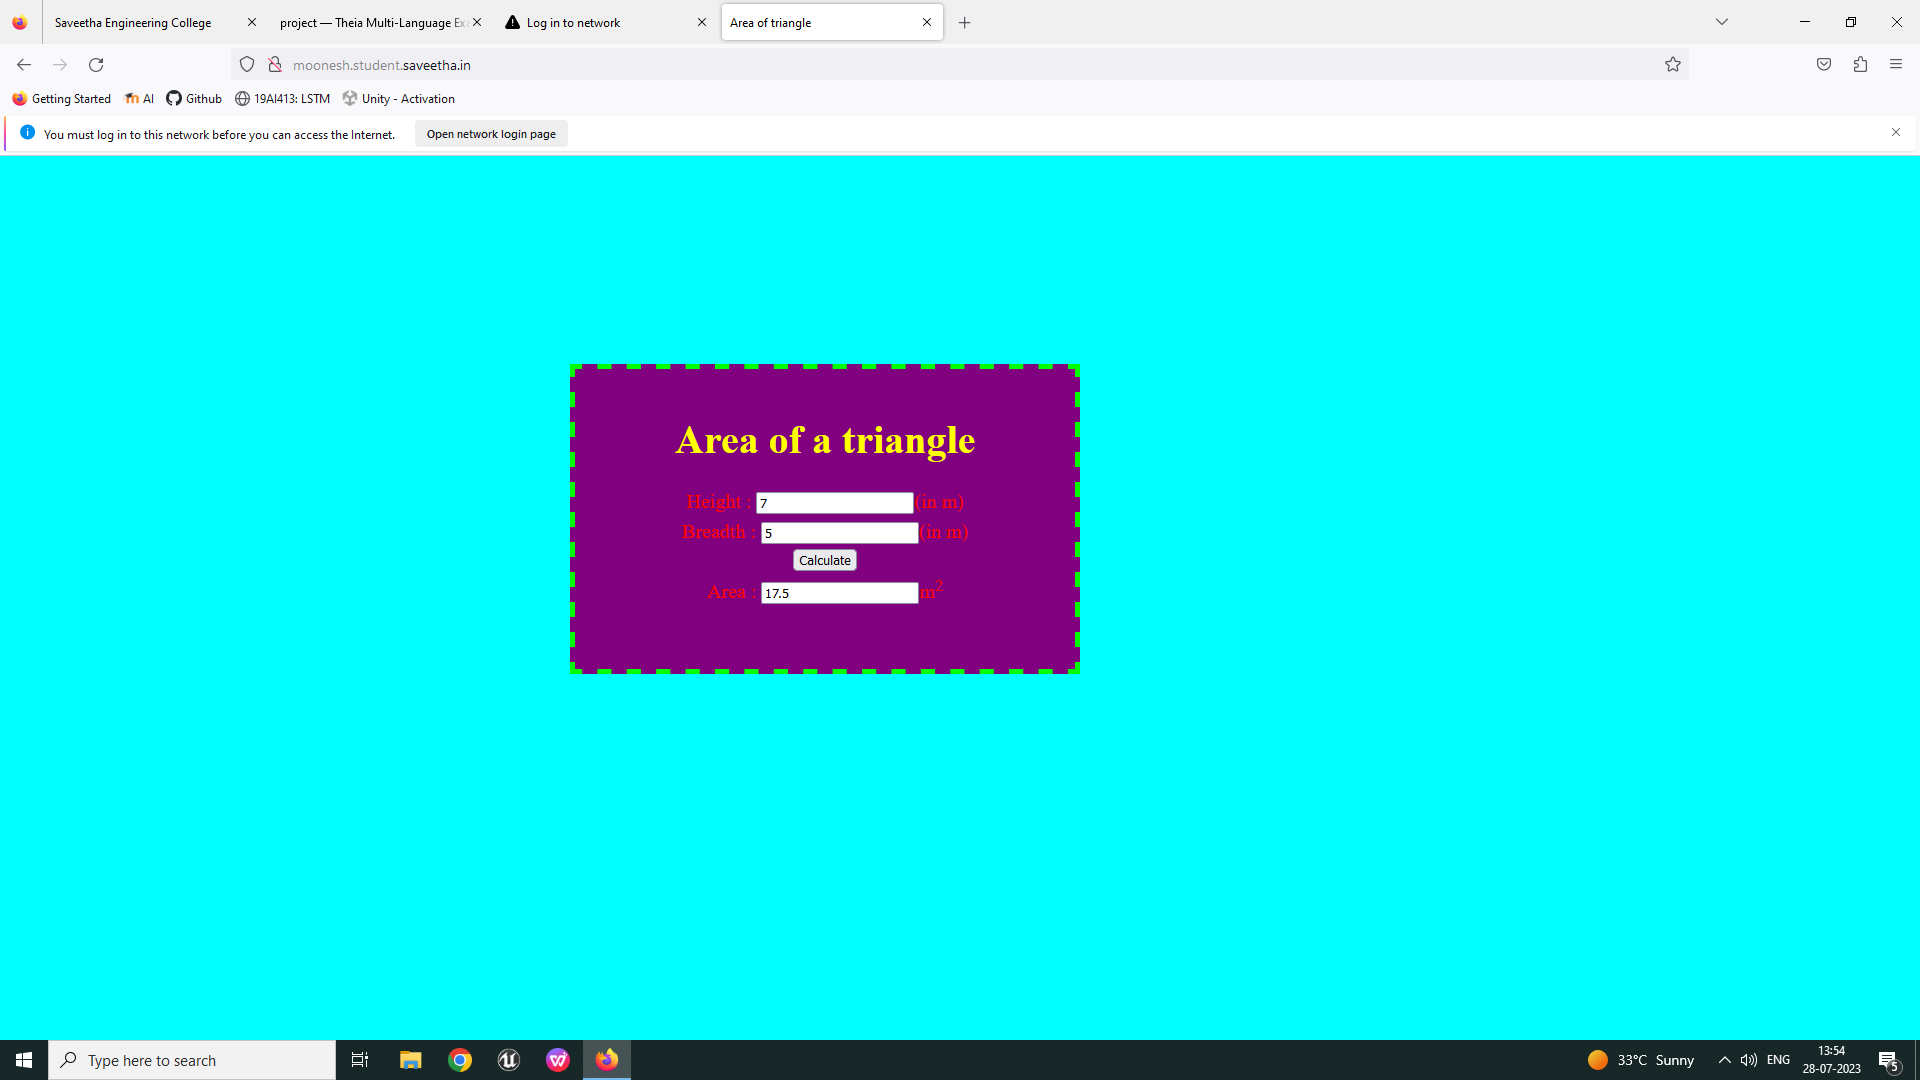 Saveetha Engineering College
project — Theia Multi-Language Exa
Log in to network
Area of triangle
moonesh.student.saveetha.in
Getting Started
AI
Github
19AI413: LSTM
Unity - Activation
You must log in to this network before you can access the Internet.
Open network login page
Area of a triangle
Height : 7 (in m)
Breadth : 5 (in m)
Calculate
Area : 17.5 m²
Type here to search
33°C Sunny
ENG
13:54
28-07-2023
5